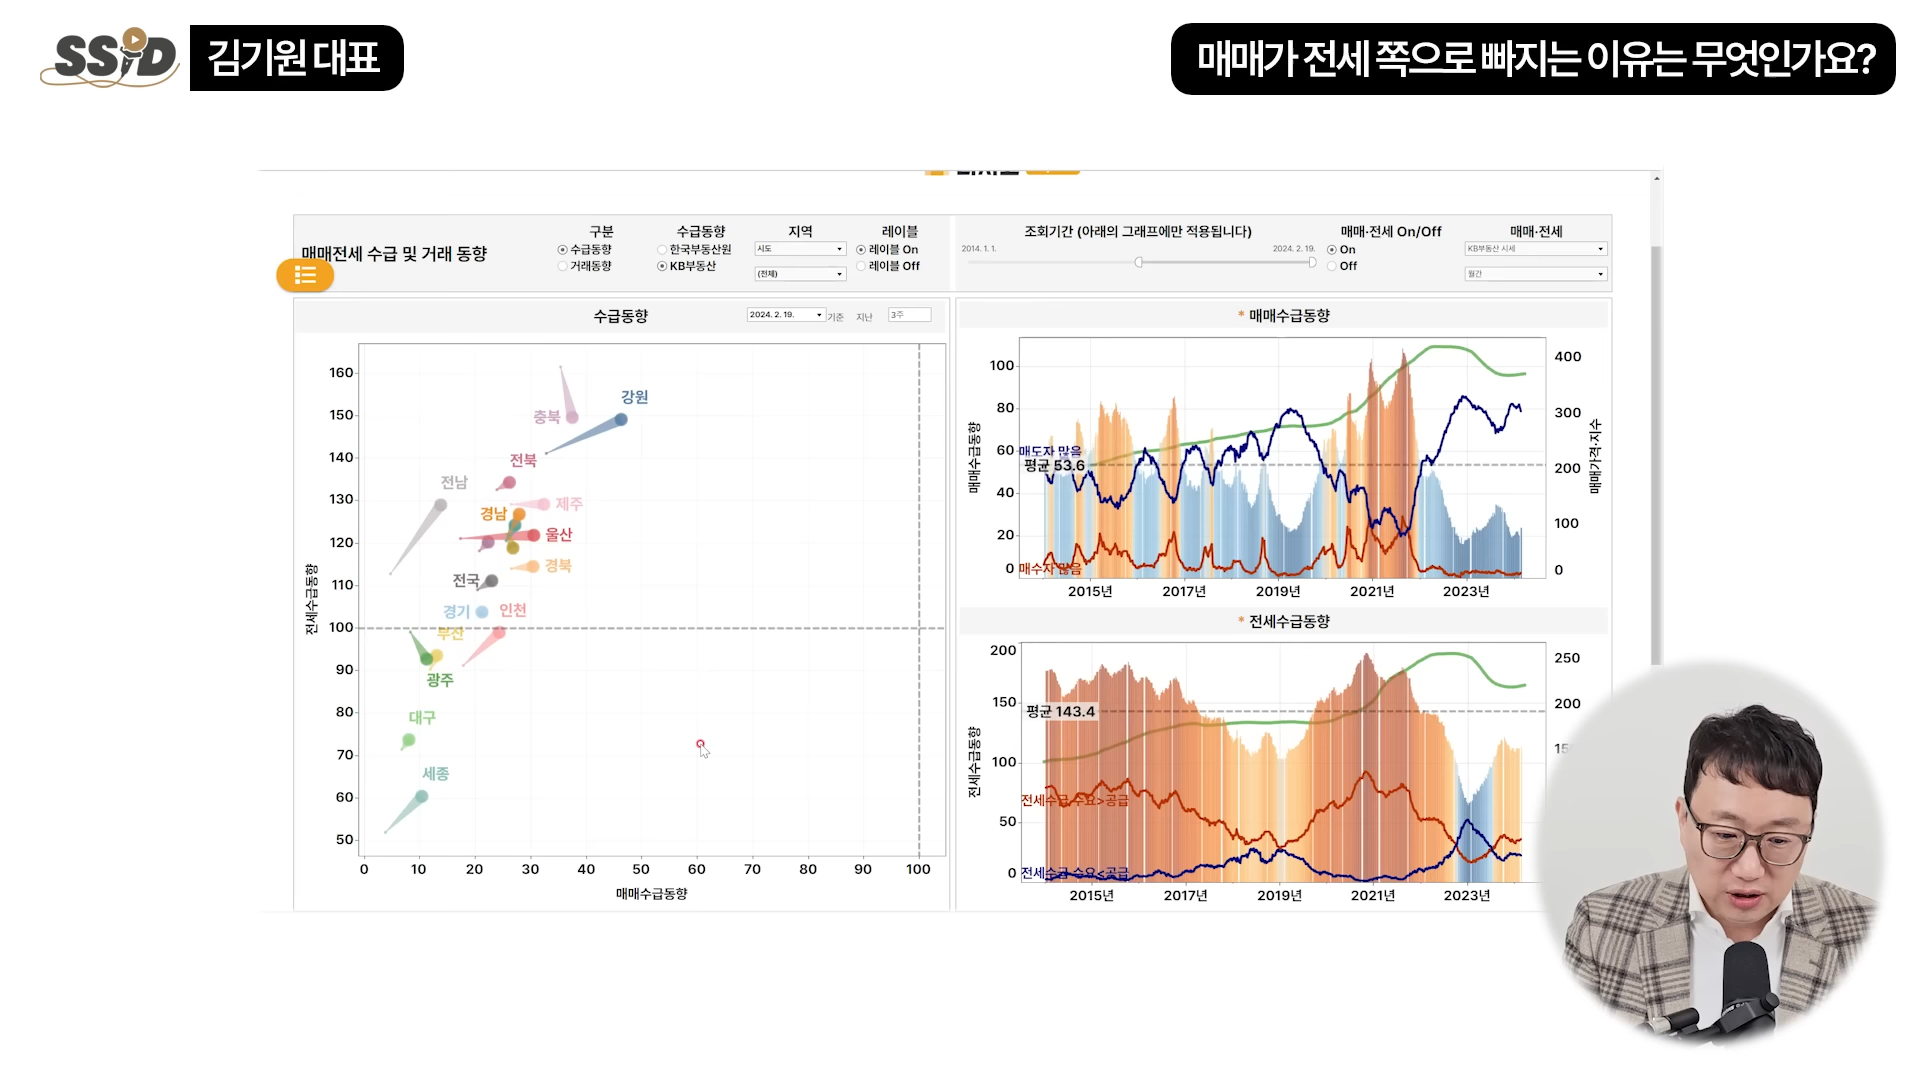 SSiD
김기원 대표
매매가 전세 쪽으로 빠지는 이유는 무엇인가요?
매매전세 수급 및 거래 동향
구분
수급동향
거래동향
수급동향
한국부동산원
KB부동산
지역
시도
(전체)
레이블
레이블 On
레이블 Off
조회기간 (아래의 그래프에만 적용됩니다)
2014. 1. 1.
2024. 2. 19.
매매·전세 On/Off
On
Off
매매·전세
KB부동산 시세
월간
수급동향
2024. 2. 19.
기준
지난
3주
전세수급동향
160
150
140
130
120
110
100
90
80
70
60
50
충북
강원
전북
전남
제주
경남
울산
경북
전국
경기
인천
부산
광주
대구
세종
0 10 20 30 40 50 60 70 80 90 100
매매수급동향
* 매매수급동향
매매수급동향
100
80
60
40
20
0
매도자 많음
평균 53.6
매수자 많음
400
300
200
100
0
매매가격·지수
2015년 2017년 2019년 2021년 2023년
* 전세수급동향
전세수급동향
200
150
100
50
0
평균 143.4
전세수급 수요>공급
전세수급 수요<공급
250
200
2015년 2017년 2019년 2021년 2023년